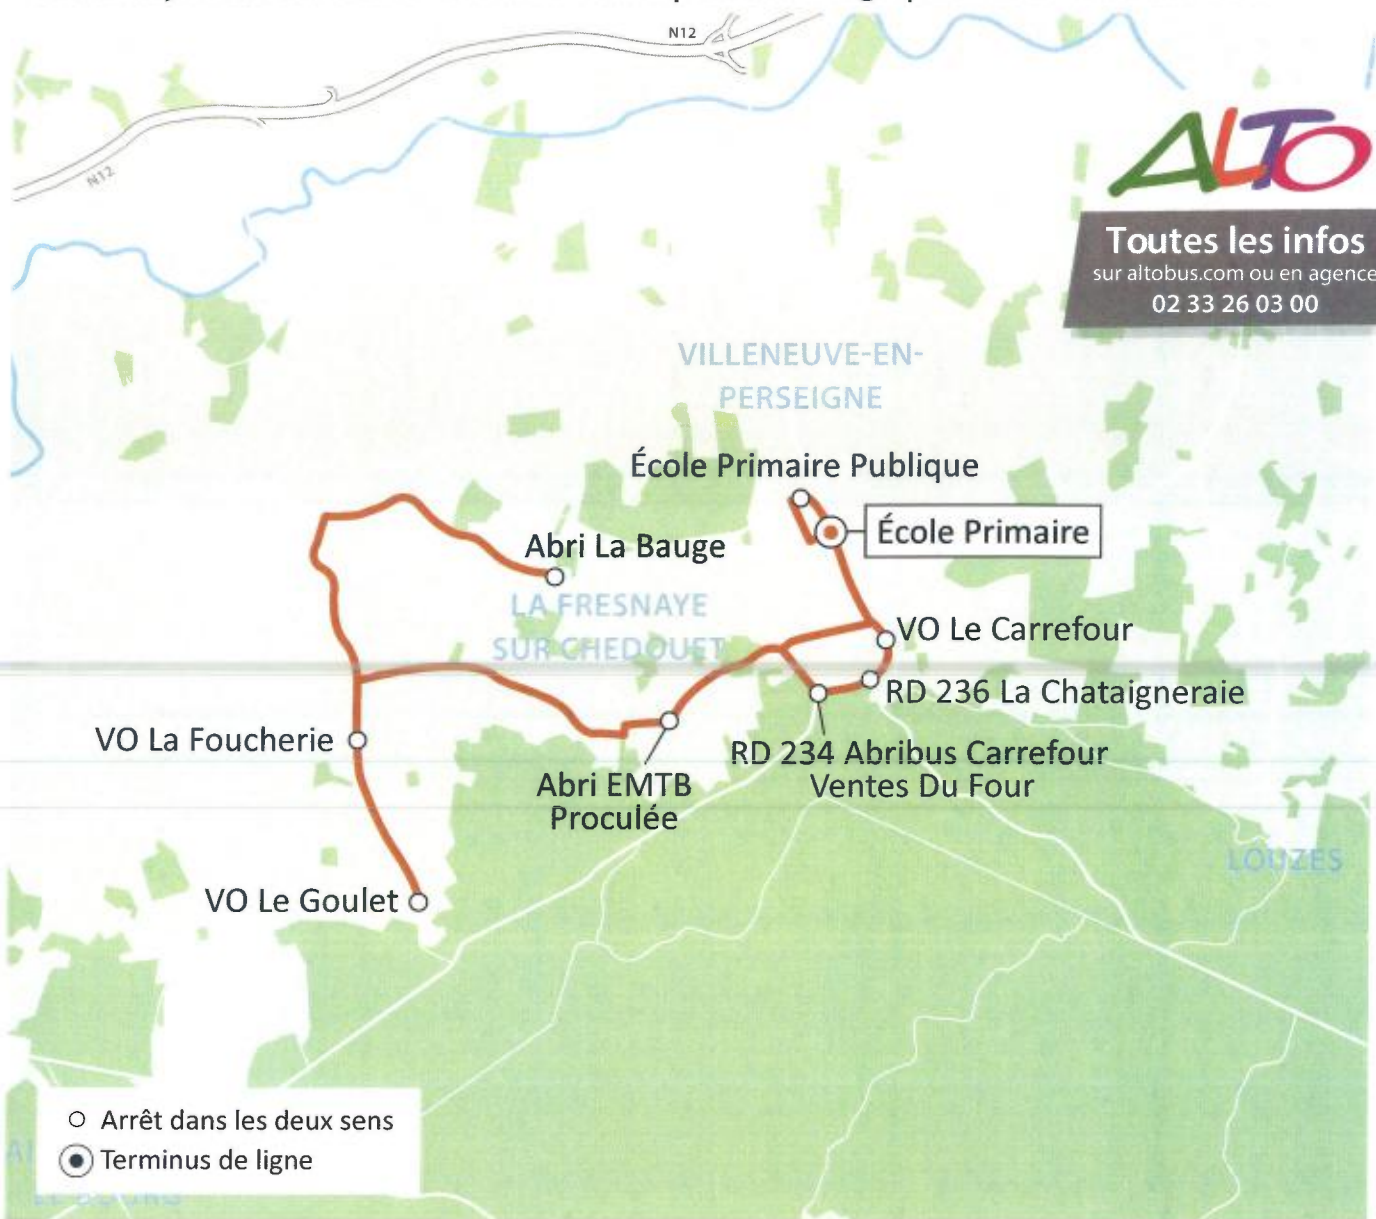 N12
N12
ALTO
Toutes les infos
sur altobus.com ou en agence
02 33 26 03 00
VILLENEUVE-EN-
PERSEIGNE
École Primaire Publique
École Primaire
Abri La Bauge
LA FRESNAYE
SUR CHEDOUET
VO Le Carrefour
RD 236 La Chataigneraie
VO La Foucherie
RD 234 Abribus Carrefour
Ventes Du Four
Abri EMTB
Proculée
LOUZES
VO Le Goulet
Arrêt dans les deux sens
Terminus de ligne